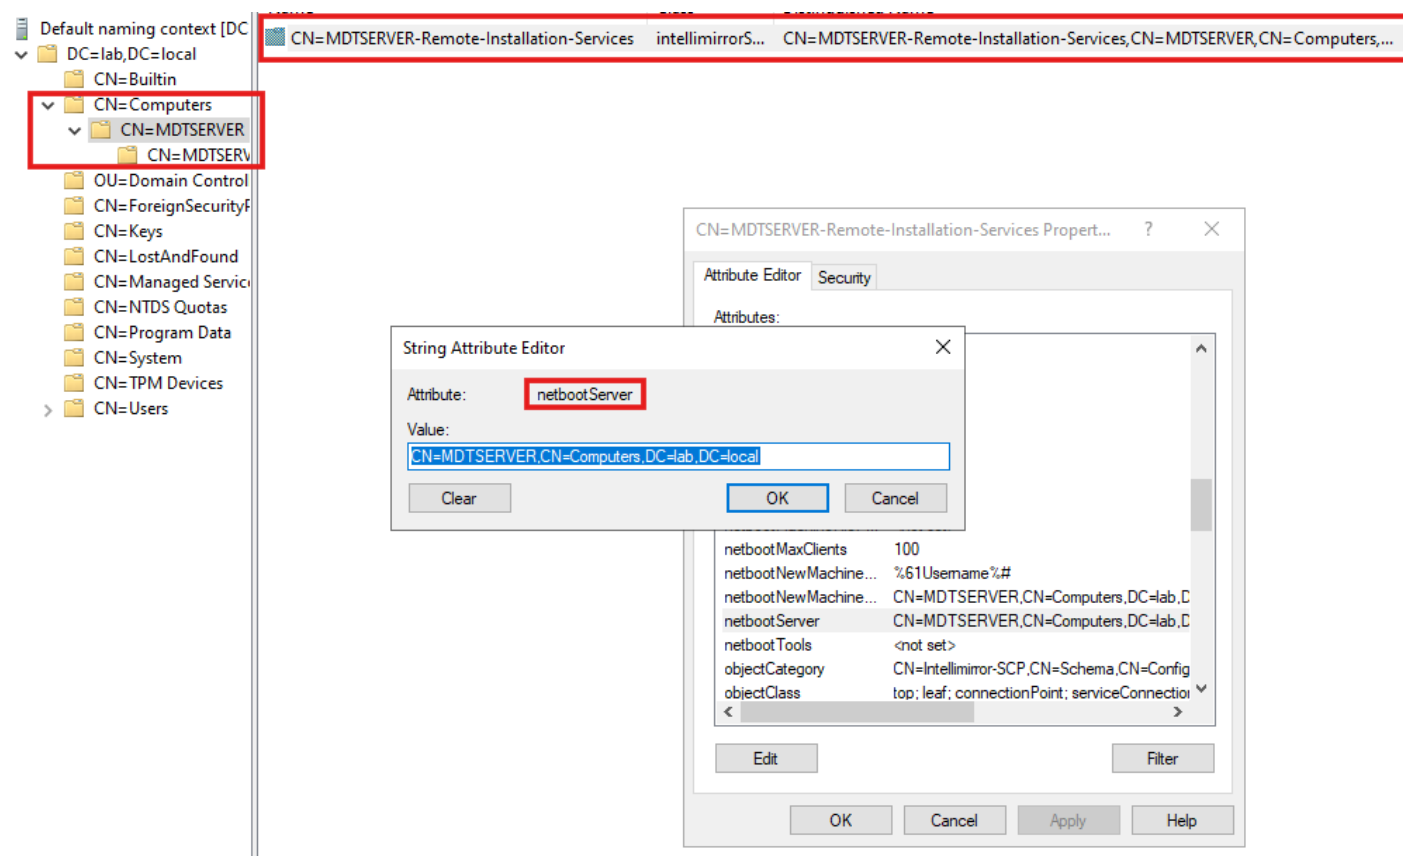 Default naming context [DC
DC=lab,DC=local
CN=Builtin
CN=Computers
CN=MDTSERVER
CN=MDTSERV
OU=Domain Control
CN=ForeignSecurityP
CN=Keys
CN=LostAndFound
CN=Managed Servic
CN=NTDS Quotas
CN=Program Data
CN=System
CN=TPM Devices
CN=Users
CN=MDTSERVER-Remote-Installation-Services intellimirrorS... CN=MDTSERVER-Remote-Installation-Services,CN=MDTSERVER,CN=Computers,...
CN=MDTSERVER-Remote-Installation-Services Propert... ?
Attribute Editor Security
Attributes:
String Attribute Editor
Attribute: netbootServer
Value:
CN=MDTSERVER,CN=Computers,DC=lab,DC=local
Clear OK Cancel
netbootMaxClients 100
netbootNewMachine... %61Username%#
netbootNewMachine... CN=MDTSERVER,CN=Computers,DC=lab,D
netbootServer CN=MDTSERVER,CN=Computers,DC=lab,D
netbootTools <not set>
objectCategory CN=Intellimirror-SCP,CN=Schema,CN=Config
objectClass top; leaf; connectionPoint; serviceConnection
Edit Filter
OK Cancel Apply Help